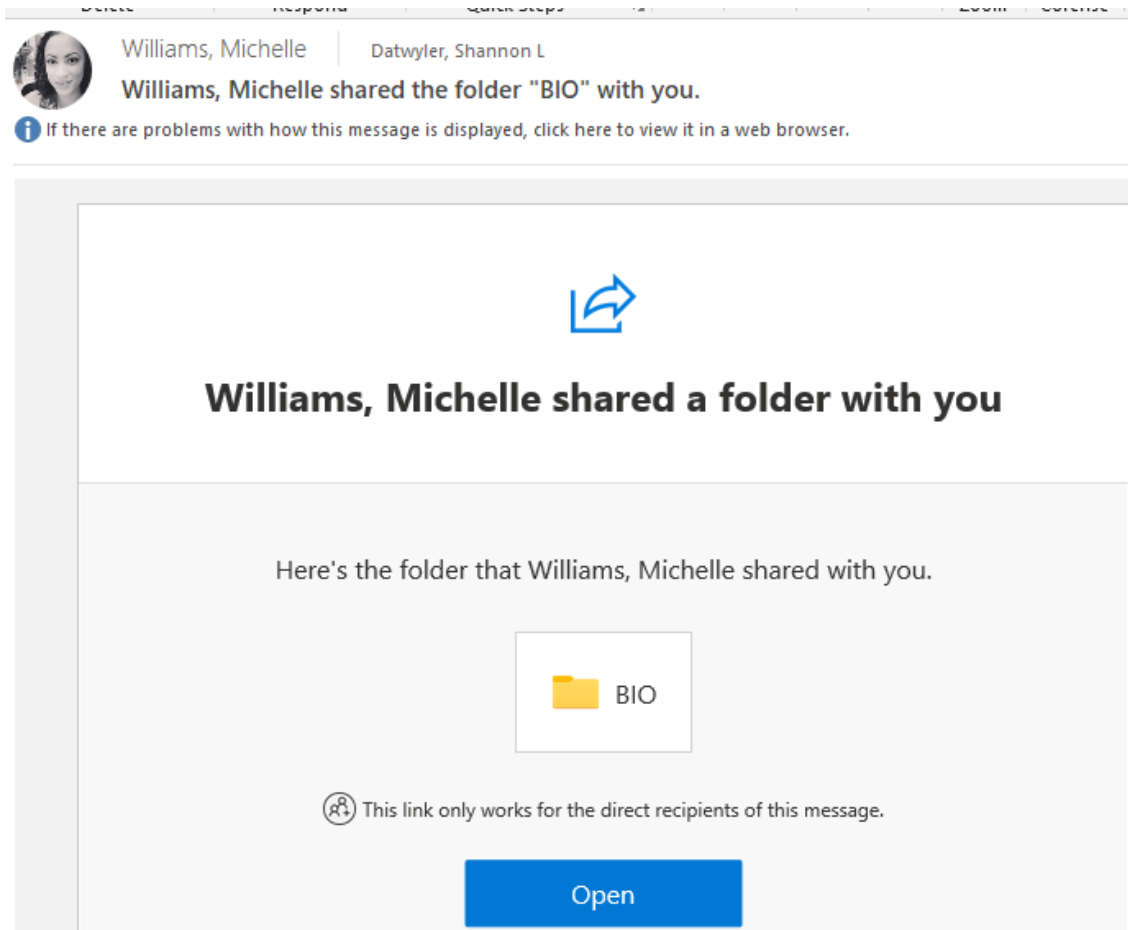 Williams, Michelle Datwyler, Shannon L
Williams, Michelle shared the folder "BIO" with you.
If there are problems with how this message is displayed, click here to view it in a web browser.
Williams, Michelle shared a folder with you
Here's the folder that Williams, Michelle shared with you.
BIO
This link only works for the direct recipients of this message.
Open